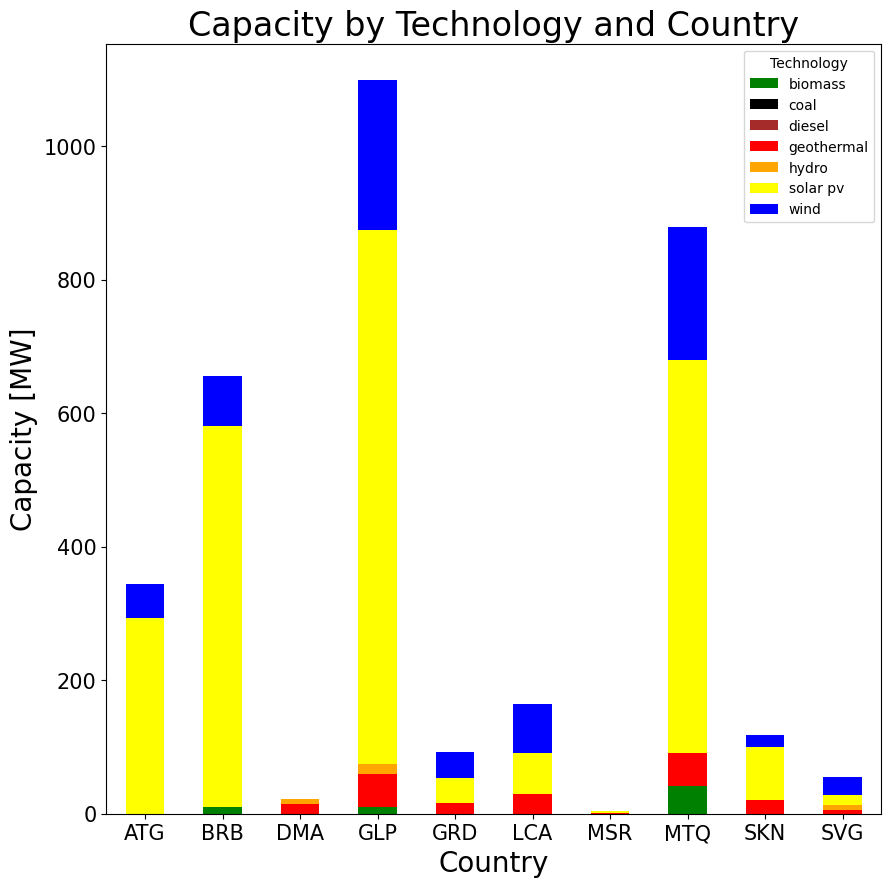 Capacity by Technology and Country
Technology
biomass
coal
diesel
geothermal
hydro
solar pv
wind
Capacity [MW]
1000
800
600
400
200
0
ATG BRB DMA GLP GRD LCA MSR MTQ SKN SVG
Country